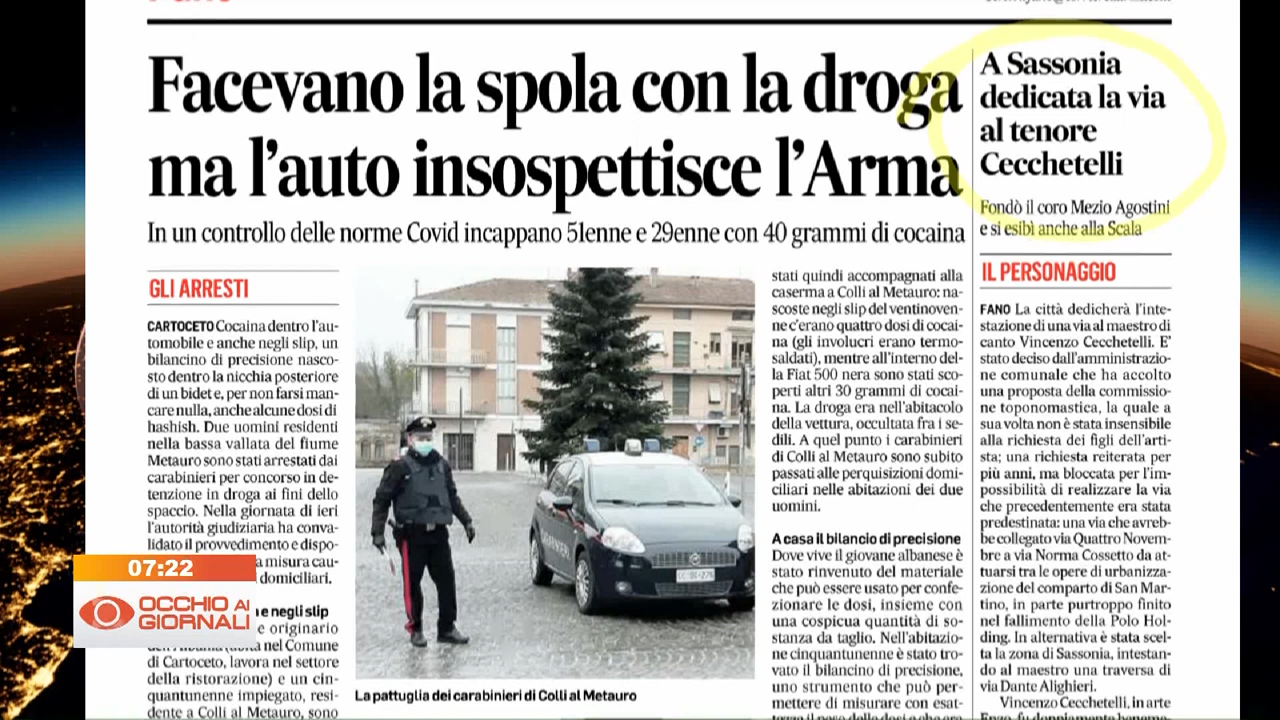 Facevano la spola con la droga
ma l'auto insospettisce l'Arma
In un controllo delle norme Covid incappano 51enne e 29enne con 40 grammi di cocaina
GLI ARRESTI
CARTOCETO Cocaina dentro l'au-
tomobile e anche negli slip, un
bilancino di precisione nasco-
sto dentro la nicchia posteriore
di un bidet e, per non farsi man-
care nulla, anche alcune dosi di
hashish. Due uomini residenti
nella bassa vallata del fiume
Metauro sono stati arrestati dai
carabinieri per concorso in de-
tenzione in droga ai fini dello
spaccio. Nella giornata di ieri
l'autorità giudiziaria ha conva-
lidato il provvedimento e dispo-
a misura cau-
domiciliari.
e negli slip
e originario
nel Comune
di Cartoceto, lavora nel settore
della ristorazione) e un cin-
quantunenne impiegato, resi-
dente a Colli al Metauro, sono
CARABINIERI
La pattuglia dei carabinieri di Colli al Metauro
stati quindi accompagnati alla
caserma a Colli al Metauro: na-
scoste negli slip del ventinoven-
ne c'erano quattro dosi di cocai-
na (gli involucri erano termo-
saldati), mentre all'interno del-
la Fiat 500 nera sono stati sco-
perti altri 30 grammi di cocai-
na. La droga era nell'abitacolo
della vettura, occultata fra i se-
dili. A quel punto i carabinieri
di Colli al Metauro sono subito
passati alle perquisizioni domi-
ciliari nelle abitazioni dei due
uomini.
A casa il bilancio di precisione
Dove vive il giovane albanese è
stato rinvenuto del materiale
che può essere usato per confe-
zionare le dosi, insieme con
una cospicua quantità di so-
stanza da taglio. Nell'abitazio-
ne cinquantunenne è stato tro-
vato il bilancino di precisione,
uno strumento che può per-
mettere di misurare con esat-
A Sassonia
dedicata la via
al tenore
Cecchetelli
Fondò il coro Mezio Agostini
e si esibì anche alla Scala
IL PERSONAGGIO
FANO La città dedicherà l'inte-
stazione di una via al maestro di
canto Vincenzo Cecchetelli. E'
stato deciso dall'amministrazio-
ne comunale che ha accolto
una proposta della commissio-
ne toponomastica, la quale a
sua volta non è stata insensibile
alla richiesta dei figli dell'arti-
sta; una richiesta reiterata per
più anni, ma bloccata per l'im-
possibilità di realizzare la via
che precedentemente era stata
predestinata: una via che avreb-
be collegato via Quattro Novem-
bre a via Norma Cossetto da at-
tuarsi tra le opere di urbanizza-
zione del comparto di San Mar-
tino, in parte purtroppo finito
nel fallimento della Polo Hol-
ding. In alternativa è stata scel-
ta la zona di Sassonia, intestan-
do al maestro una traversa di
via Dante Alighieri.
Vincenzo Cecchetelli, in arte
07:22
OCCHIO AI
GIORNALI